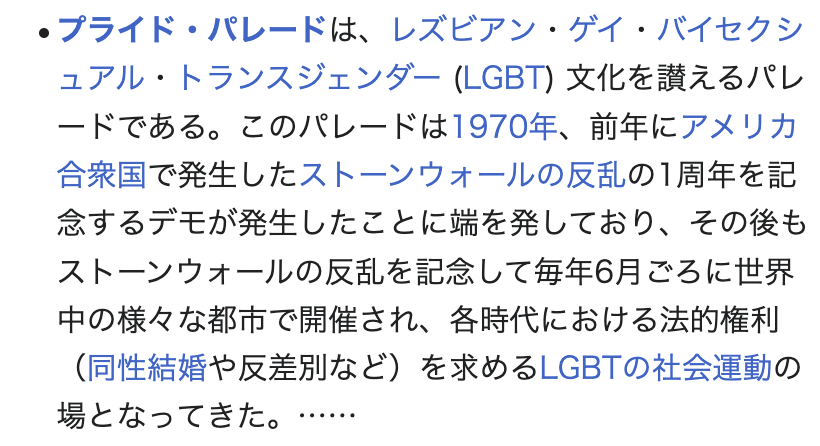 •プライド・パレードは、レズビアン・ゲイ・バイセクシ
ュアル・トランスジェンダー (LGBT) 文化を讃えるパレ
ードである。このパレードは1970年、前年にアメリカ
合衆国で発生したストーンウォールの反乱の1周年を記
念するデモが発生したことに端を発しており、その後も
ストーンウォールの反乱を記念して毎年6月ごろに世界
中の様々な都市で開催され、各時代における法的権利
（同性結婚や反差別など）を求めるLGBTの社会運動の
場となってきた。……